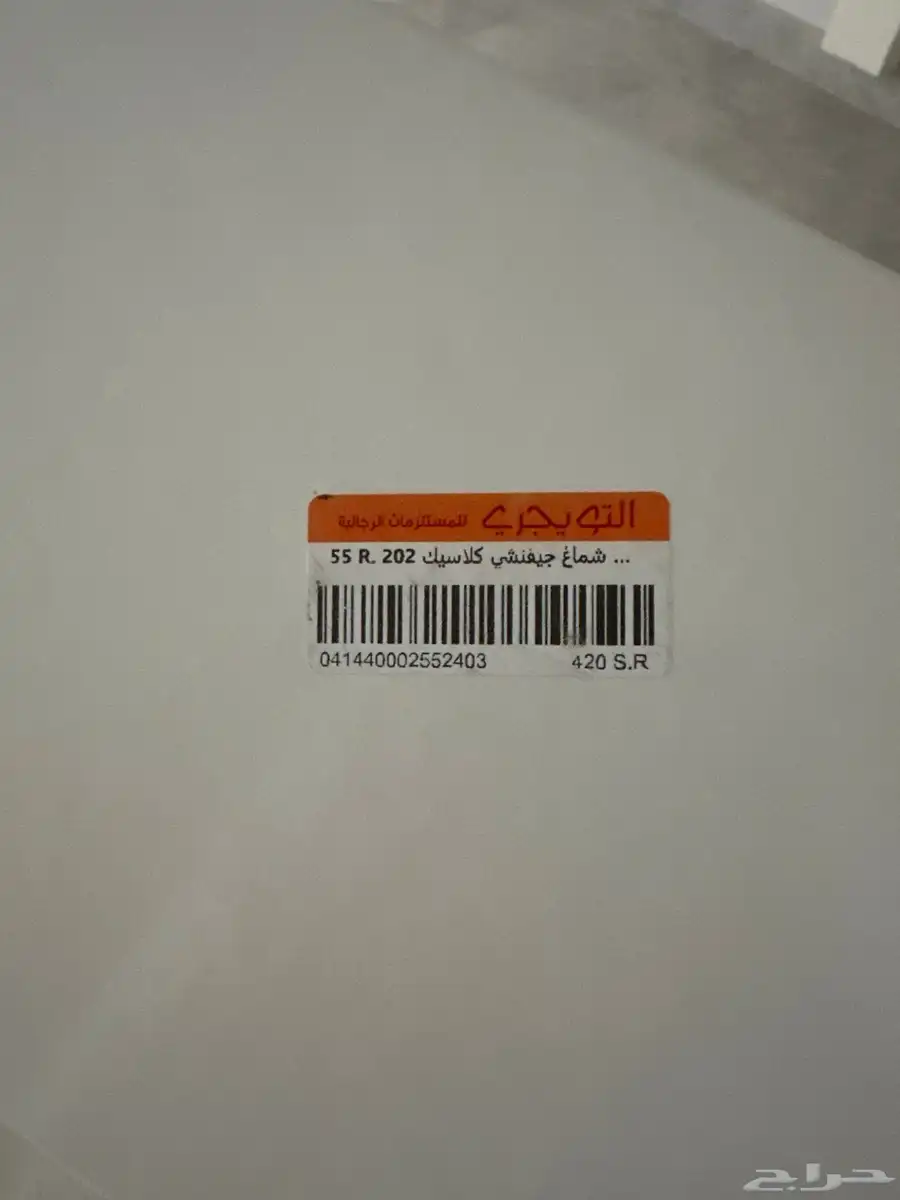 التويجري للمستلزمات الرجالية
شماغ جيفنشي كلاسيك 202 .55 R ...
041440002552403 420 S.R
حراج